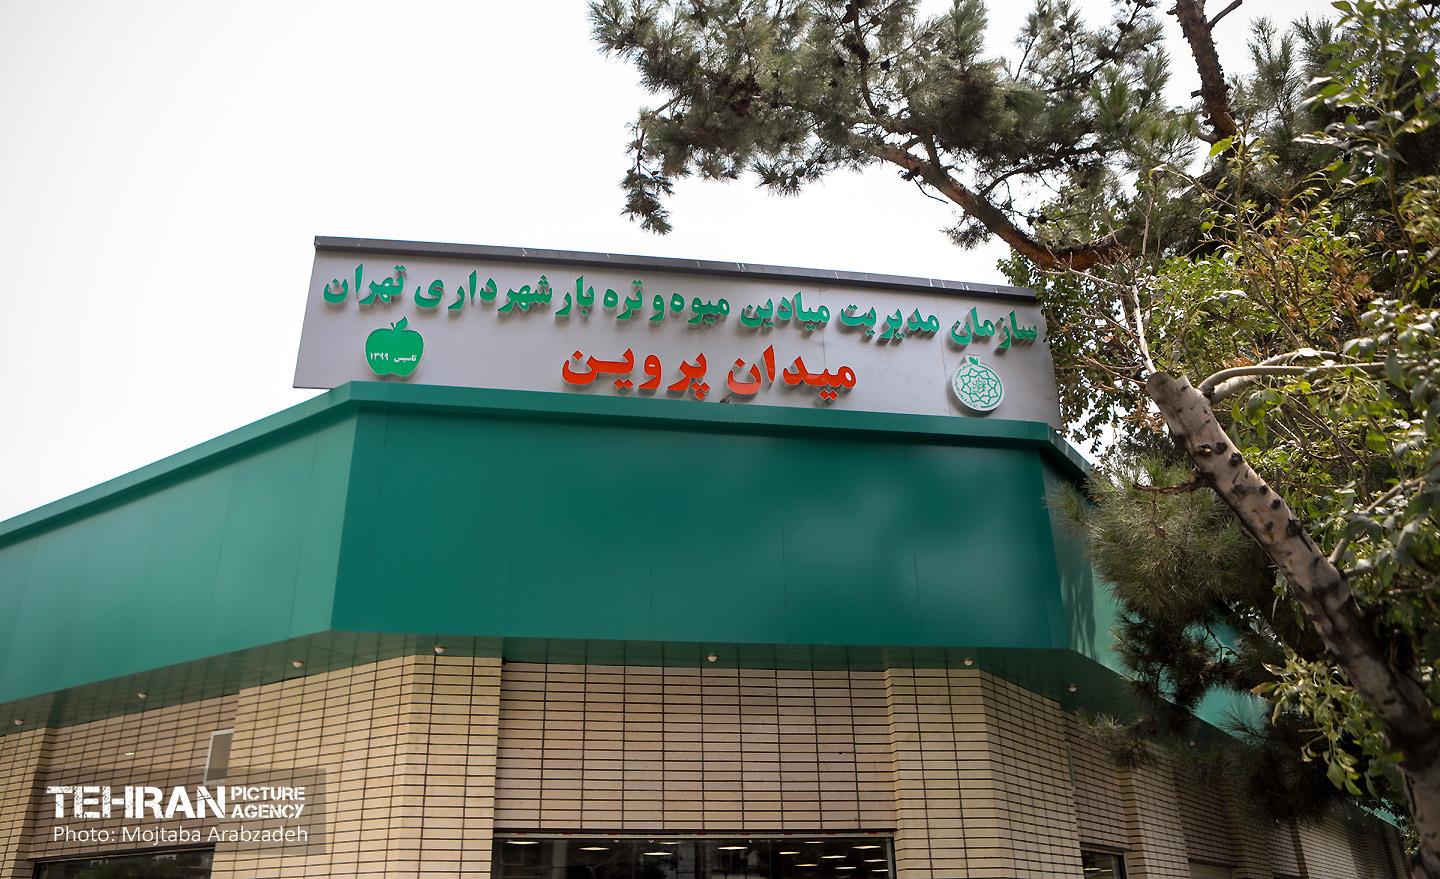 سازمان مدیریت میادین میوه و تره بار شهرداری تهران
میدان پروین
تاسیس ۱۳۹۹
TEHRAN PICTURE AGENCY
Photo: Mojtaba Arabzadeh